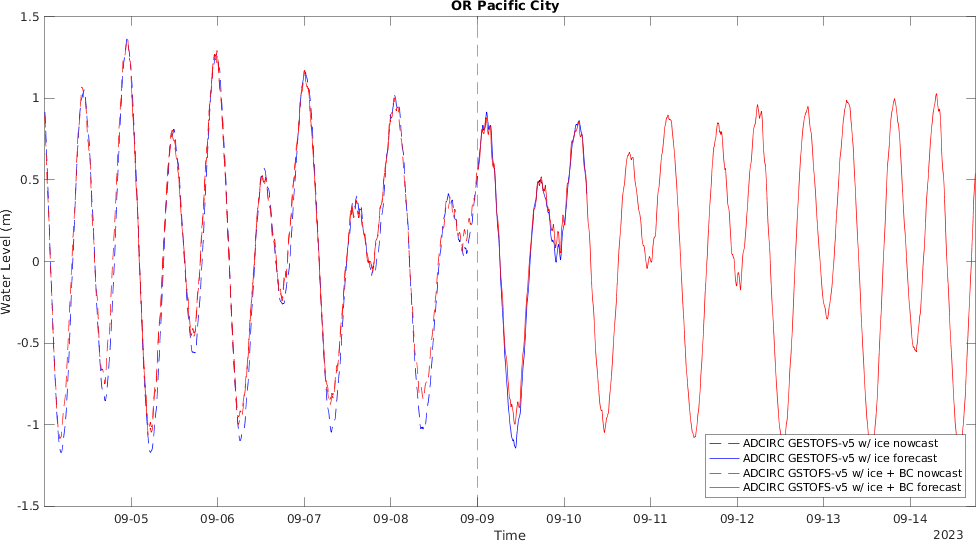 OR Pacific City
1.5
1
0.5
0
-0.5
-1
-1.5
Water Level (m)
09-05 09-06 09-07 09-08 09-09 09-10 09-11 09-12 09-13 09-14
Time
2023
ADCIRC GESTOFS-v5 w/ ice nowcast
ADCIRC GESTOFS-v5 w/ ice forecast
ADCIRC GSTOFS-v5 w/ ice + BC nowcast
ADCIRC GSTOFS-v5 w/ ice + BC forecast